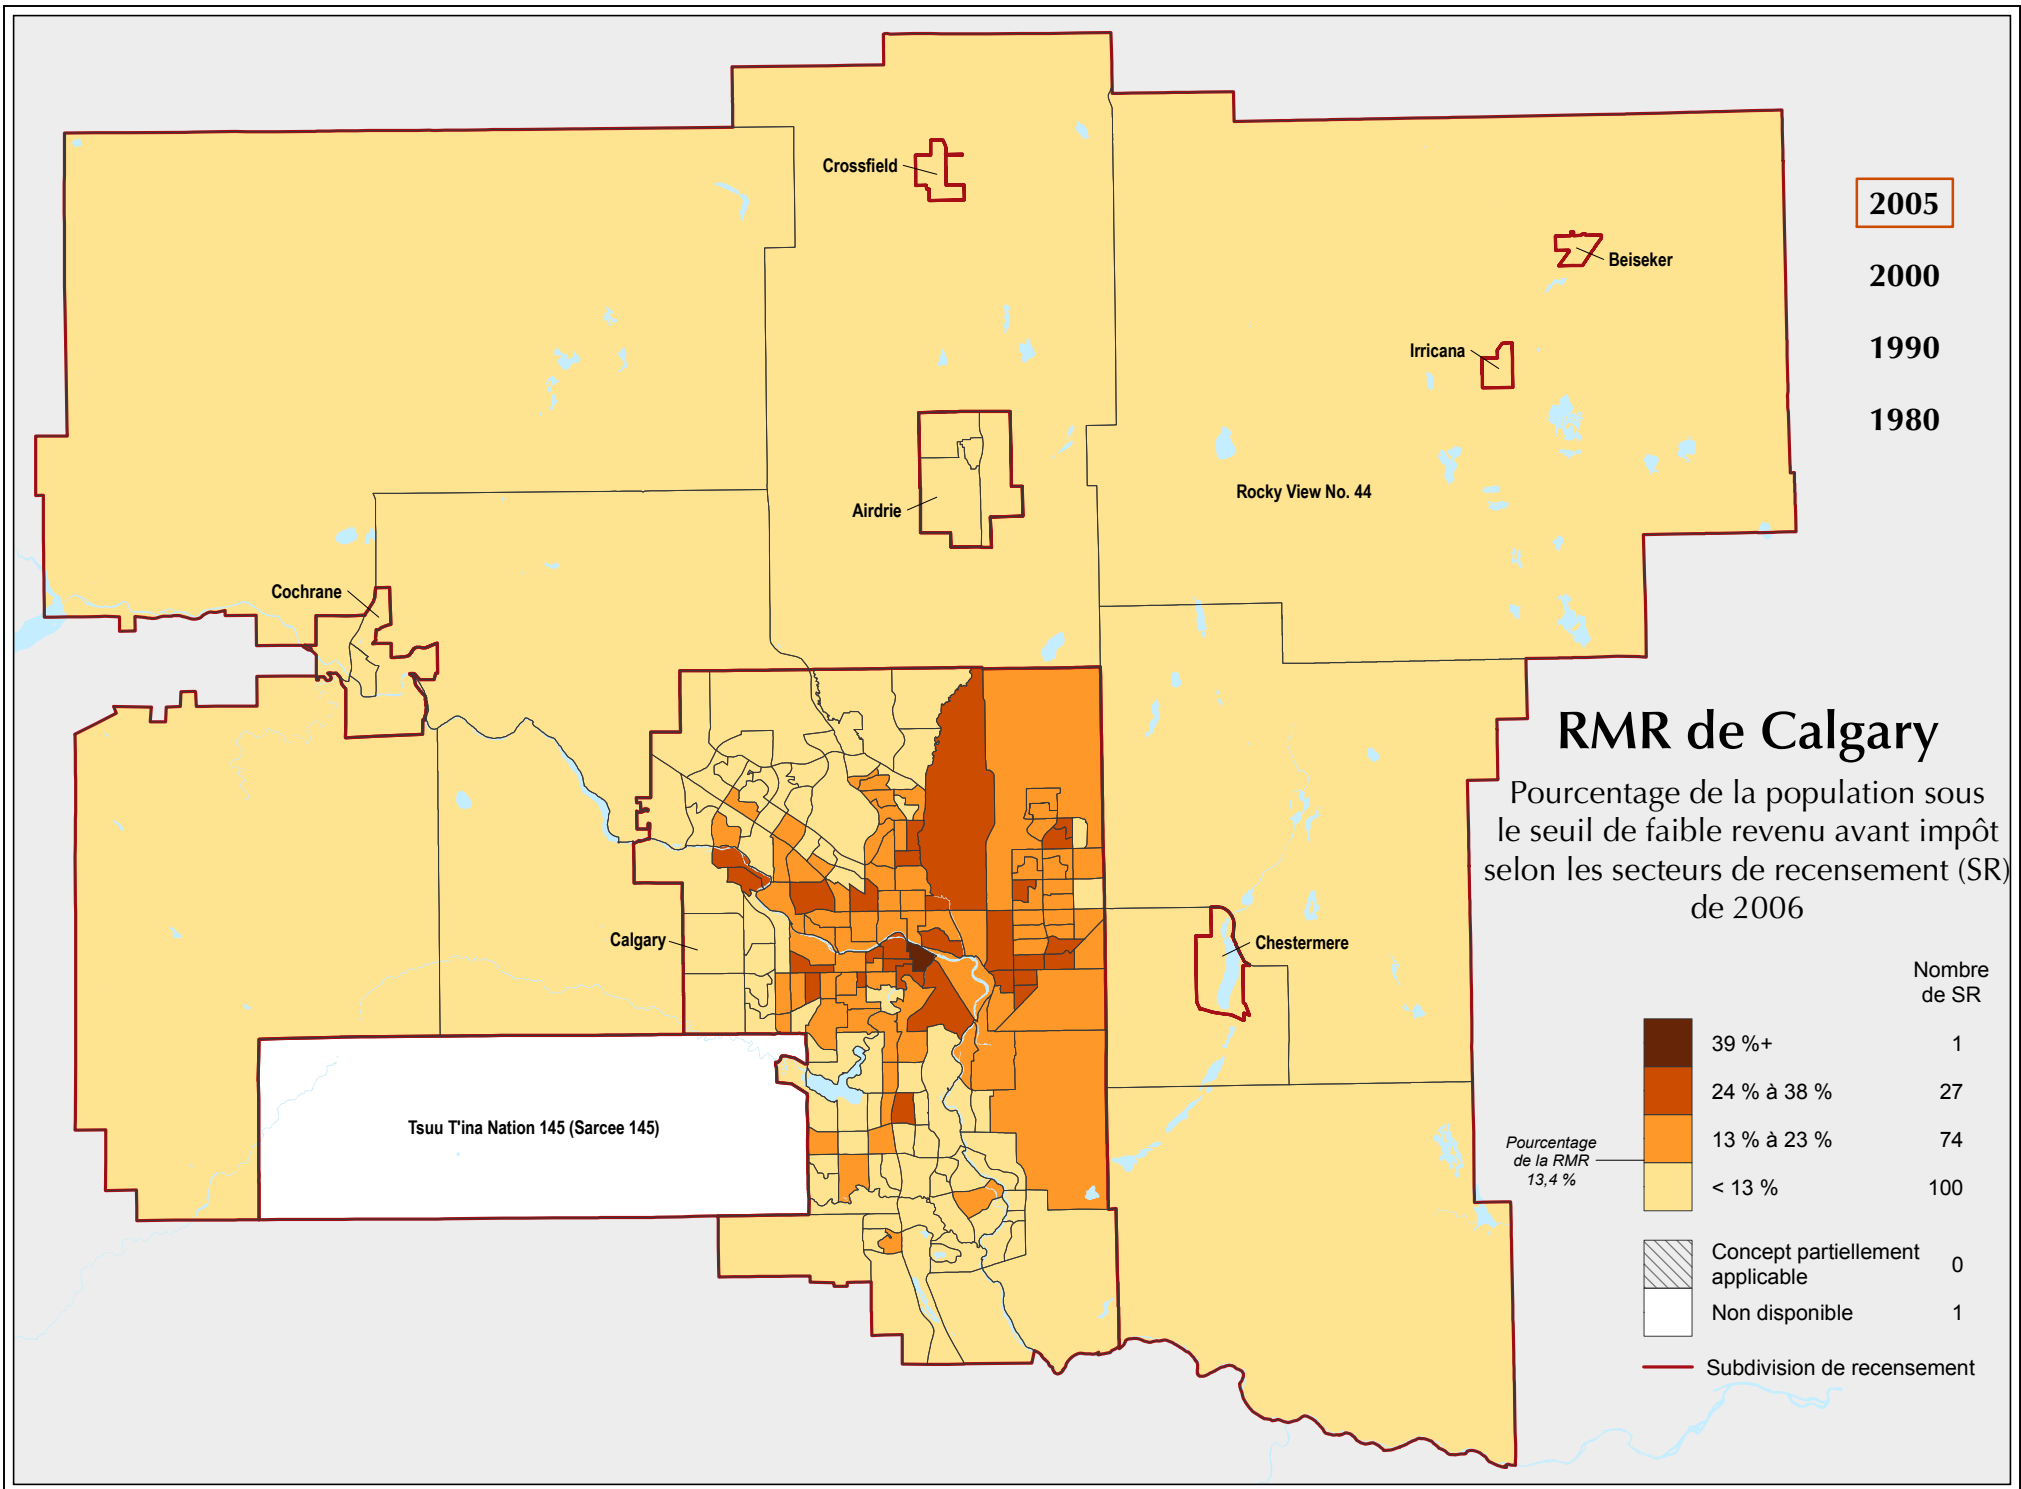 Crossfield
2005
Beiseker
2000
Irricana
1990
1980
Rocky View No. 44
Airdrie
Cochrane
RMR de Calgary
Pourcentage de la population sous
le seuil de faible revenu avant impôt
selon les secteurs de recensement (SR)
de 2006
Calgary
Chestermere
Tsuu T'ina Nation 145 (Sarcee 145)
Nombre
de SR
39 %+ 1
24 % à 38 % 27
13 % à 23 % 74
Pourcentage
de la RMR
13,4 %
< 13 % 100
Concept partiellement
applicable 0
Non disponible 1
Subdivision de recensement